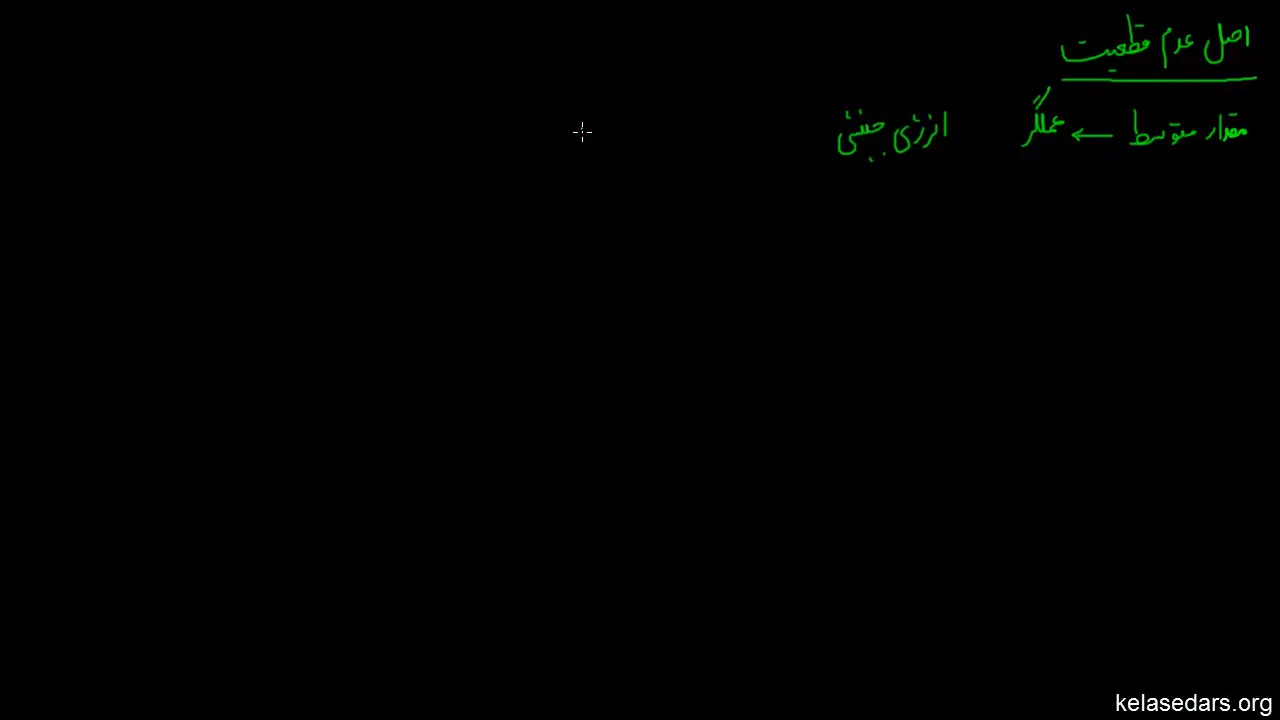 اصل عدم قطعیت
مقدار متوسط ← عملگر انرژی جنبشی
kelasedars.org